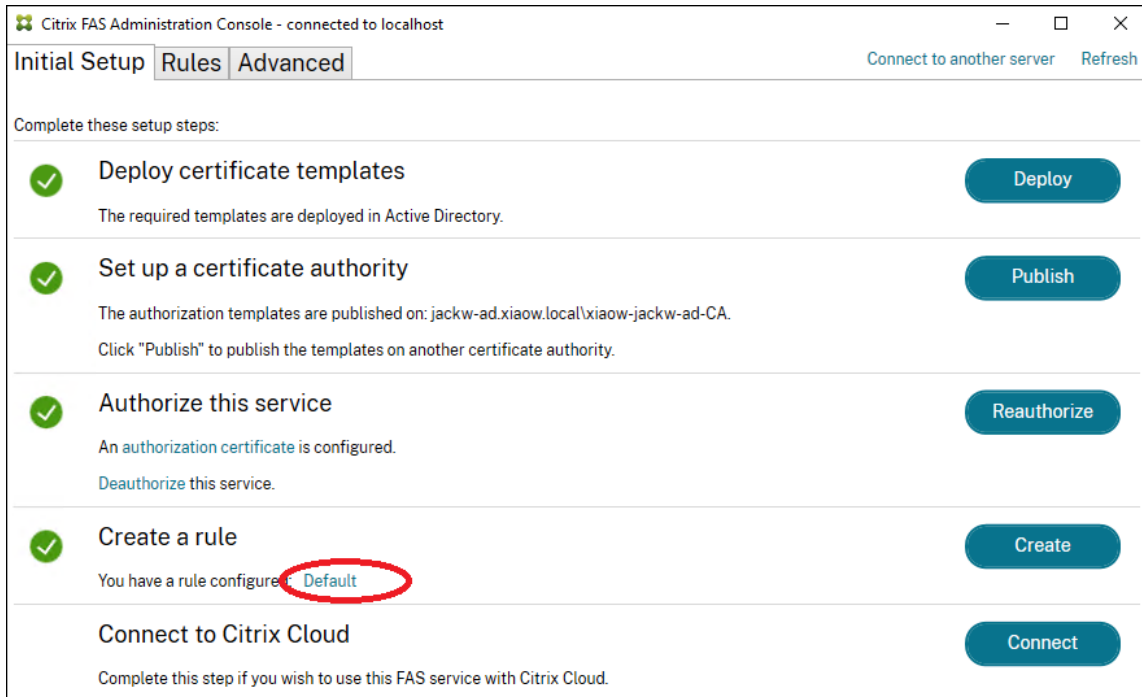 Citrix FAS Administration Console - connected to localhost
Initial Setup Rules Advanced Connect to another server Refresh
Complete these setup steps:
Deploy certificate templates
Deploy
The required templates are deployed in Active Directory.
Set up a certificate authority
Publish
The authorization templates are published on: jackw-ad.xiaow.local\xiaow-jackw-ad-CA.
Click "Publish" to publish the templates on another certificate authority.
Authorize this service
Reauthorize
An authorization certificate is configured.
Deauthorize this service.
Create a rule
Create
You have a rule configured: Default
Connect to Citrix Cloud
Connect
Complete this step if you wish to use this FAS service with Citrix Cloud.